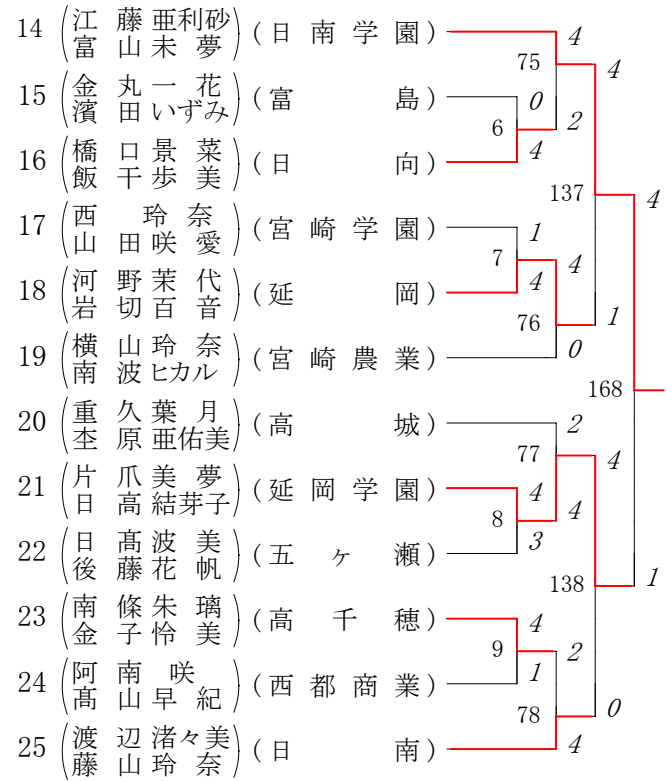 14 (江藤亜利砂 富山未夢) (日南学園) 4
75 4
15 (金丸一花 濱田いずみ) (富島) 0
6 2
16 (橋口景菜 飯干歩美) (日向) 4
137 4
17 (西玲奈 山田咲愛) (宮崎学園) 1
7 4
18 (河野茉代 岩切百音) (延岡) 4
76 1
19 (横山玲奈 南波ヒカル) (宮崎農業) 0
168
20 (重久葉月 杢原亜佑美) (高城) 2
77 4
21 (片爪美夢 日高結芽子) (延岡学園) 4
8 4
22 (日髙波美 後藤花帆) (五ヶ瀬) 3
138 1
23 (南條朱璃 金子怜美) (高千穂) 4
9 2
24 (阿南咲 髙山早紀) (西都商業) 1
78 0
25 (渡辺渚々美 藤山玲奈) (日南) 4